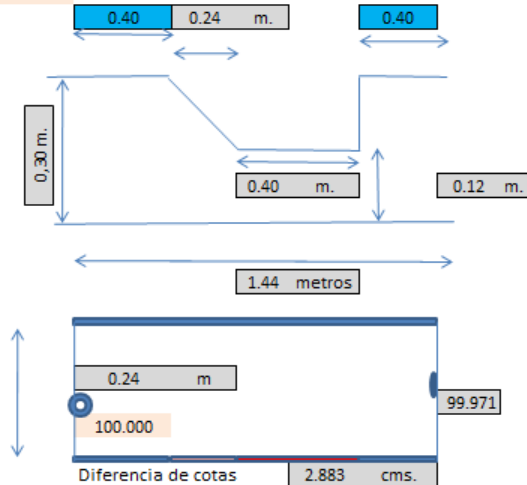 0.40 0.24 m. 0.40
0,30 m.
0.40 m. 0.12 m.
1.44 metros
0.24 m
100.000 99.971
Diferencia de cotas 2.883 cms.